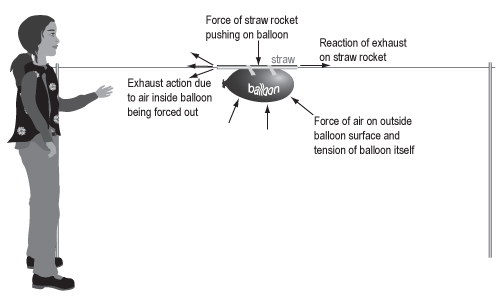 Force of straw rocket
pushing on balloon
straw
Reaction of exhaust
on straw rocket
Exhaust action due
to air inside balloon
being forced out
balloon
Force of air on outside
balloon surface and
tension of balloon itself